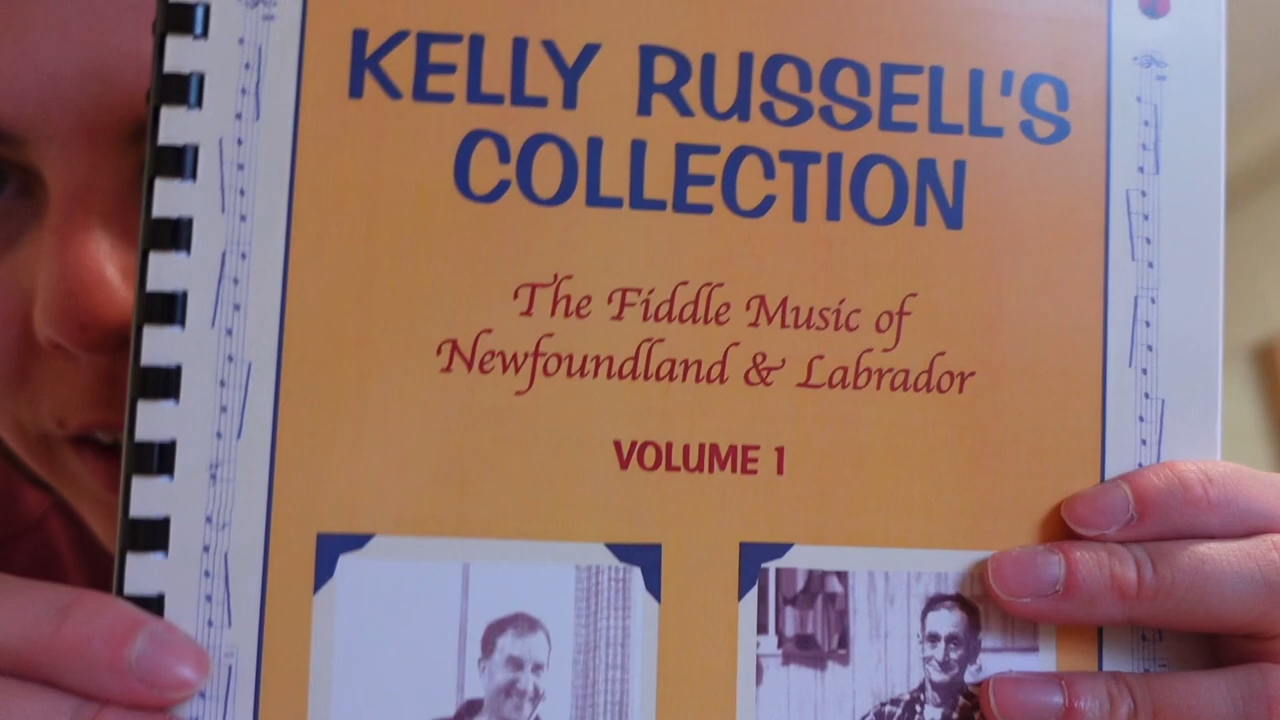 KELLY RUSSELL'S
COLLECTION
The Fiddle Music of
Newfoundland & Labrador
VOLUME 1